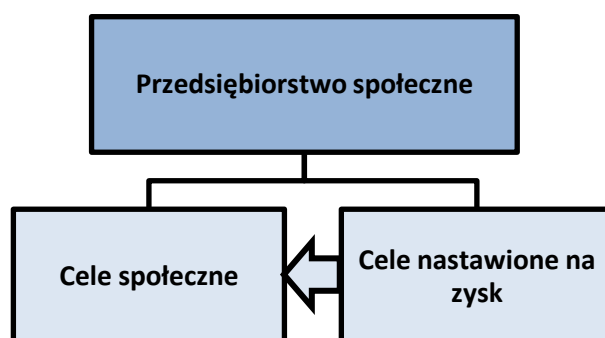 Przedsiębiorstwo społeczne
Cele społeczne
Cele nastawione na
zysk